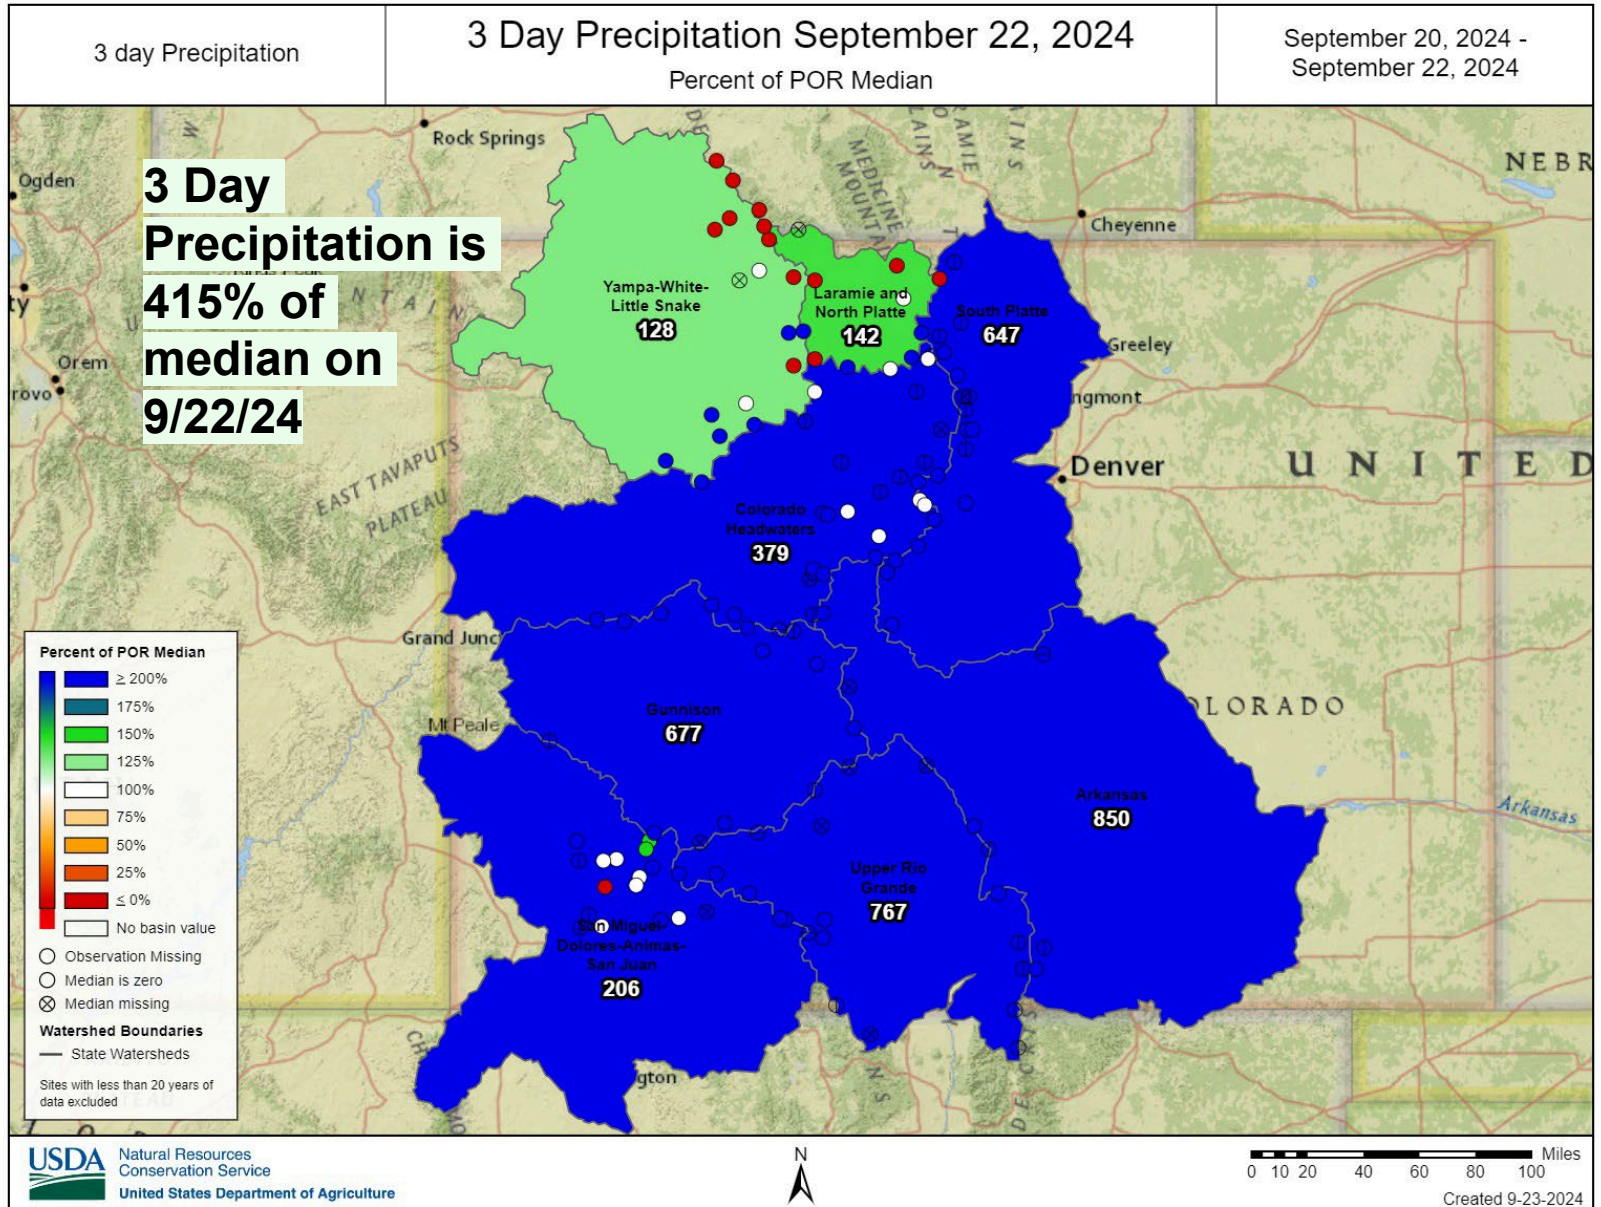 3 day Precipitation
3 Day Precipitation September 22, 2024
Percent of POR Median
September 20, 2024 -
September 22, 2024
3 Day
Precipitation is
415% of
median on
9/22/24
Rock Springs
Ogden
Orem
rovo
ty
MEDICINE
Cheyenne
NEBR
Greeley
ngmont
Denver
UNITED
OLORADO
Arkansas
EAST TAVAPUTS
PLATEAU
Grand Junc
Mt Peale
gton
Yampa-White-
Little Snake
128
Laramie and
North Platte
142
South Platte
647
Colorado
Headwaters
379
Gunnison
677
Arkansas
850
Upper Rio
Grande
767
San Miguel-
Dolores-Animas-
San Juan
206
Percent of POR Median
≥ 200%
175%
150%
125%
100%
75%
50%
25%
≤ 0%
No basin value
Observation Missing
Median is zero
Median missing
Watershed Boundaries
State Watersheds
Sites with less than 20 years of
data excluded
USDA
Natural Resources
Conservation Service
United States Department of Agriculture
N
Miles
0 10 20 40 60 80 100
Created 9-23-2024